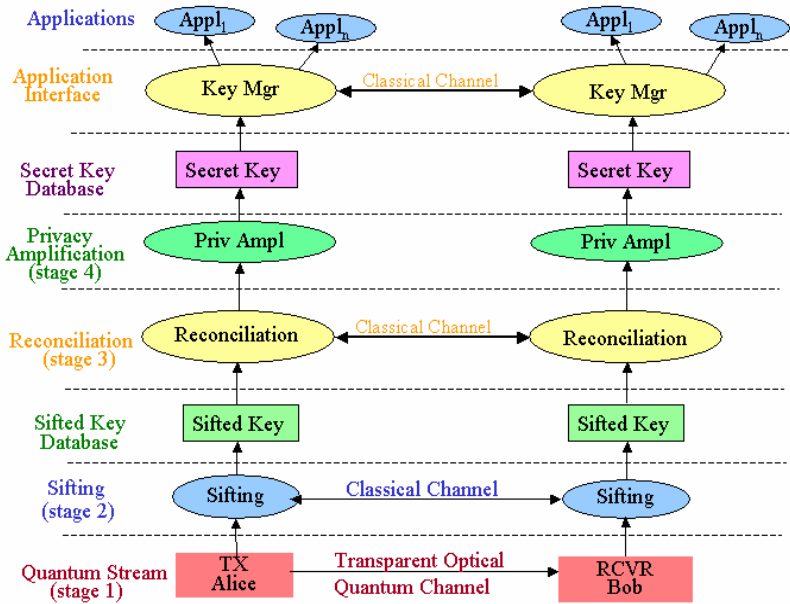 Applications
Appl1
Appln
Appl1
Appln
Application
Interface
Key Mgr
Classical Channel
Key Mgr
Secret Key
Database
Secret Key
Secret Key
Privacy
Amplification
(stage 4)
Priv Ampl
Priv Ampl
Reconciliation
(stage 3)
Reconciliation
Classical Channel
Reconciliation
Sifted Key
Database
Sifted Key
Sifted Key
Sifting
(stage 2)
Sifting
Classical Channel
Sifting
Quantum Stream
(stage 1)
TX
Alice
Transparent Optical
Quantum Channel
RCVR
Bob